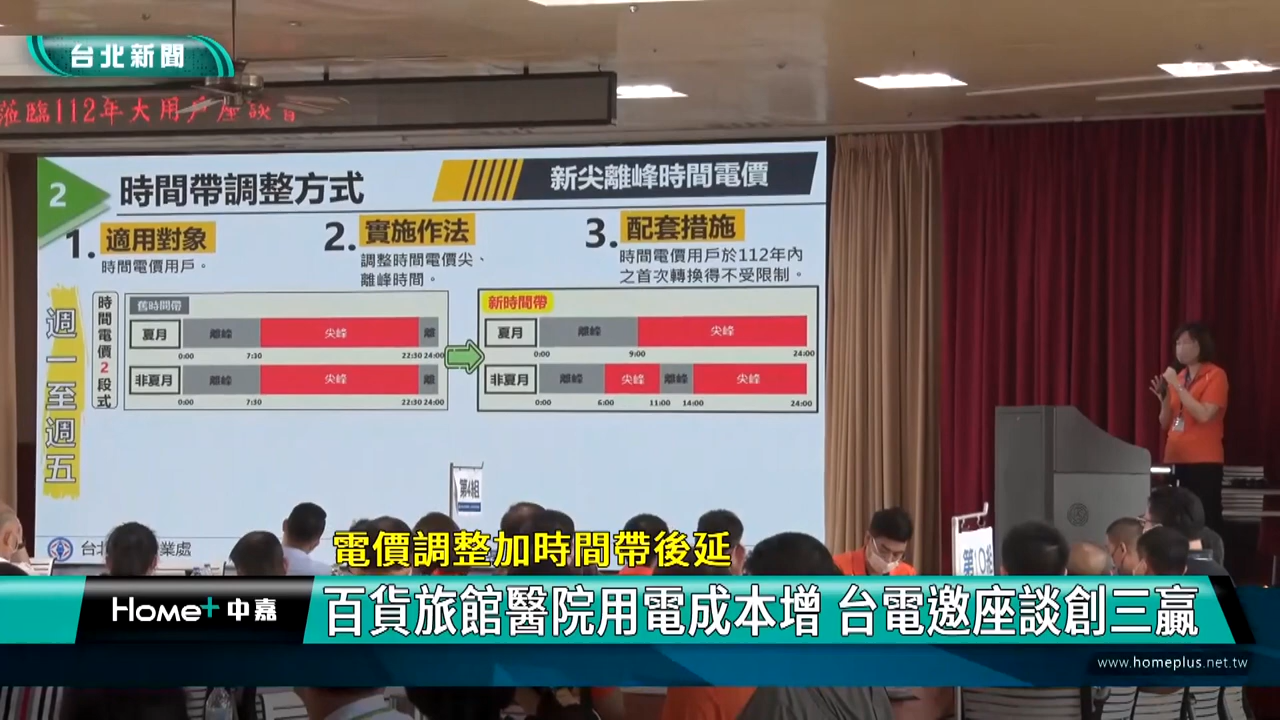 台北新聞
蒞臨112年大用戶座談會
2
時間帶調整方式
新尖離峰時間電價
1. 適用對象
時間電價用戶。
2. 實施作法
調整時間電價尖、
離峰時間。
3. 配套措施
時間電價用戶於112年內
之首次轉換得不受限制。
週一至週五
時間電價2段式
舊時間帶
夏月 離峰 尖峰 離
0:00 7:30 22:30 24:00
非夏月 離峰 尖峰 離
0:00 7:30 22:30 24:00
新時間帶
夏月 離峰 尖峰
0:00 9:00 24:00
非夏月 離峰 尖峰 離峰 尖峰
0:00 6:00 11:00 14:00 24:00
第4組
台北
業處
第10組
電價調整加時間帶後延
Home+ 中嘉
百貨旅館醫院用電成本增 台電邀座談創三贏
www.homeplus.net.tw